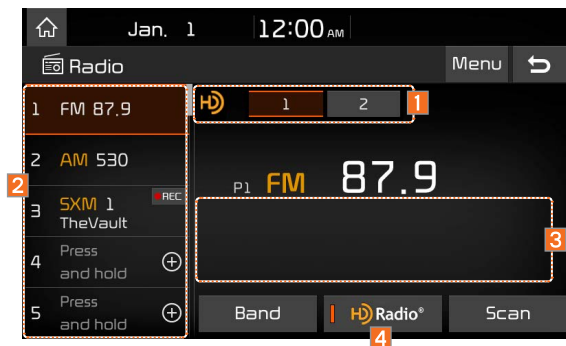 Jan. 1 12:00 AM
Radio Menu
1 FM 87.9
HD 1 2 1
2 AM 530
2
P1 FM 87.9
3 SXM 1 REC
TheVault
3
4 Press
and hold
5 Press
and hold
Band HD Radio® Scan
4